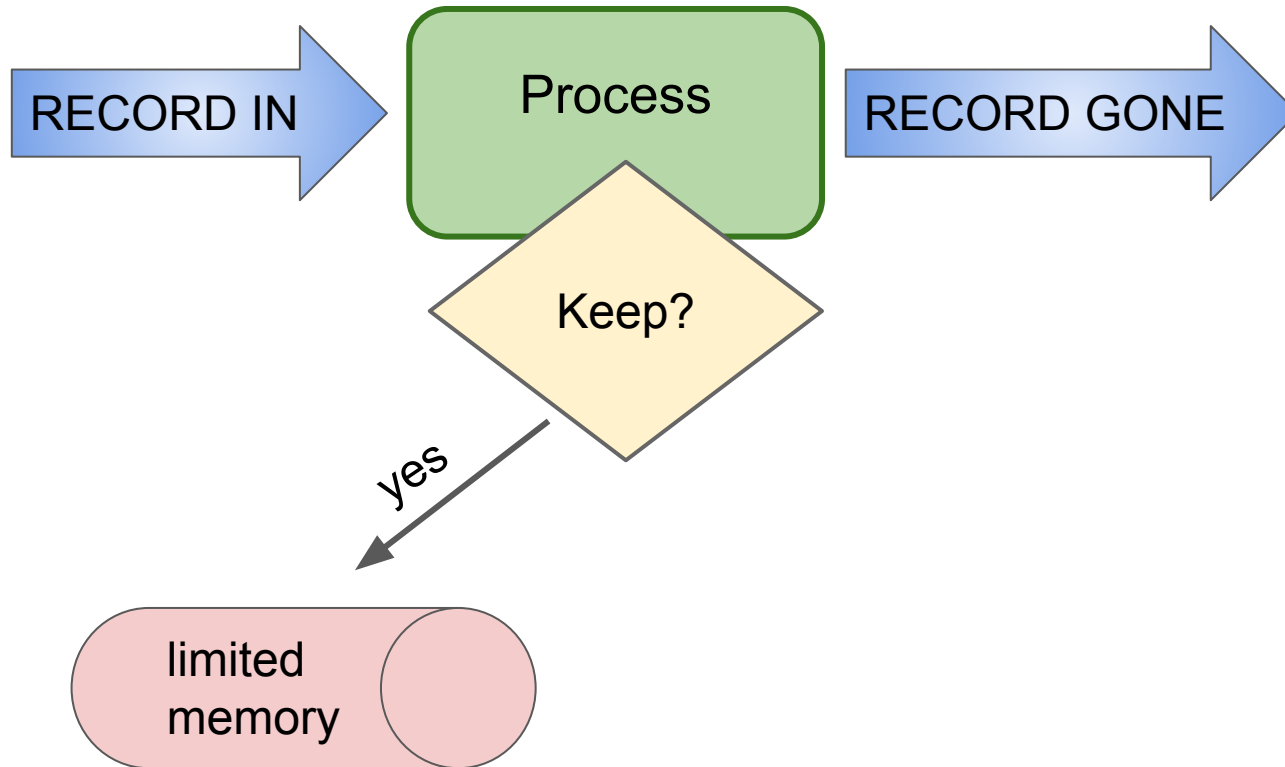 RECORD IN
Process
RECORD GONE
Keep?
yes
limited
memory